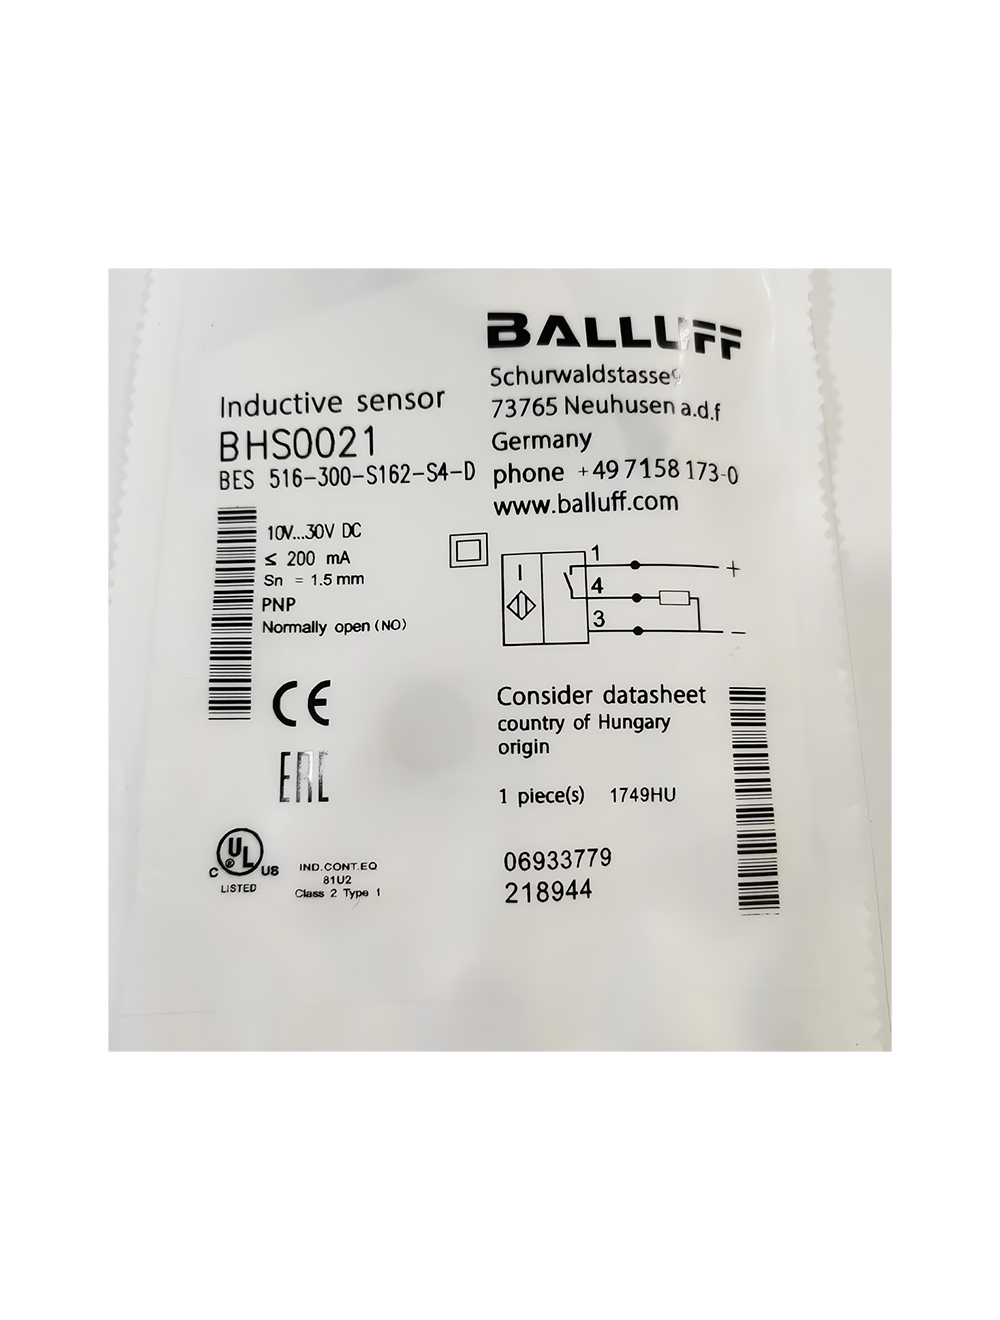 BALLUFF
Schurwaldstasse9
73765 Neuhusen a.d.f
Germany
phone +49 7158 173-0
www.balluff.com
Inductive sensor
BHS0021
BES 516-300-S162-S4-D
10V...30V DC
≤ 200 mA
Sn = 1.5 mm
PNP
Normally open (NO)
1
+
4
3
-
CE
EAC
C UL ® US
LISTED
IND.CONT.EQ
81U2
Class 2 Type 1
Consider datasheet
country of Hungary
origin
1 piece(s) 1749HU
06933779
218944